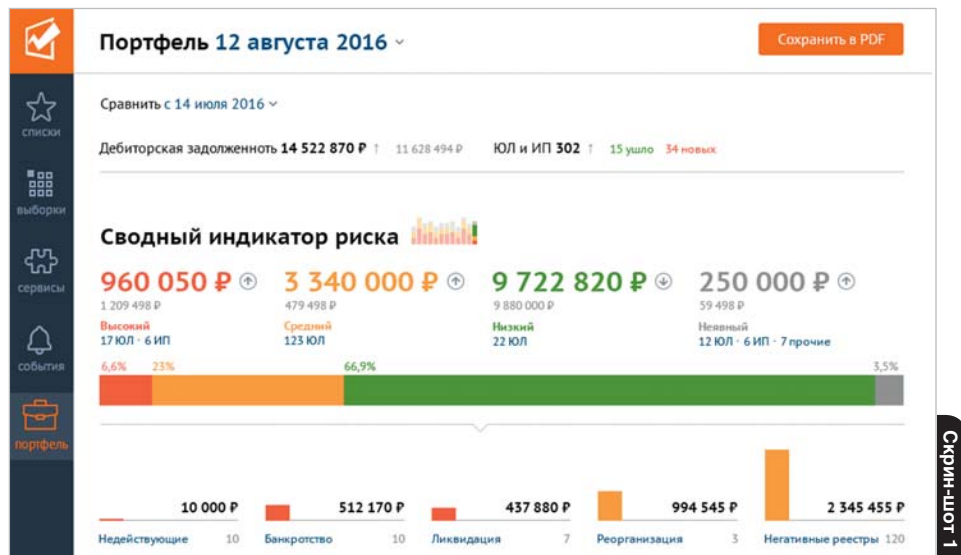 Портфель 12 августа 2016
Сохранить в PDF
списки
выборки
сервисы
события
портфель
Сравнить с 14 июля 2016
Дебиторская задолженноть 14 522 870 ₽ ↑ 11 628 494 ₽ ЮЛ и ИП 302 ↑ 15 ушло 34 новых
Сводный индикатор риска
960 050 ₽ 3 340 000 ₽ 9 722 820 ₽ 250 000 ₽
1 209 498 ₽ 479 498 ₽ 9 880 000 ₽ 59 498 ₽
Высокий Средний Низкий Неявный
17 ЮЛ · 6 ИП 123 ЮЛ 22 ЮЛ 12 ЮЛ · 6 ИП · 7 прочие
6,6% 23% 66,9% 3,5%
10 000 ₽ 512 170 ₽ 437 880 ₽ 994 545 ₽ 2 345 455 ₽
Недействующие 10 Банкротство 10 Ликвидация 7 Реорганизация 3 Негативные реестры 120
Скрин-шот 1